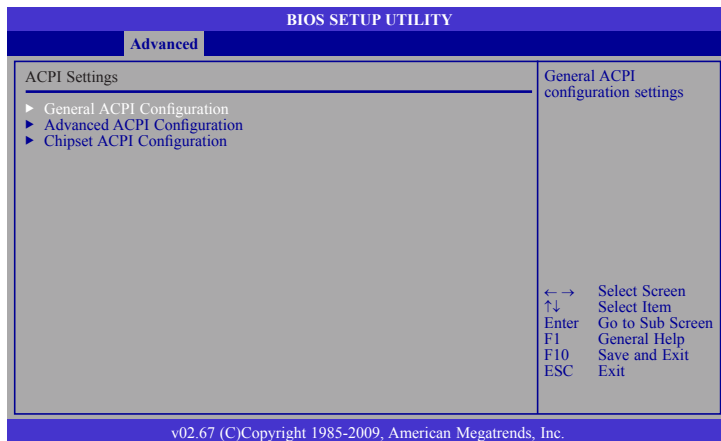 BIOS SETUP UTILITY
Advanced
ACPI Settings
► General ACPI Configuration
► Advanced ACPI Configuration
► Chipset ACPI Configuration
General ACPI
configuration settings
←→ Select Screen
↑↓ Select Item
Enter Go to Sub Screen
F1 General Help
F10 Save and Exit
ESC Exit
v02.67 (C)Copyright 1985-2009, American Megatrends, Inc.